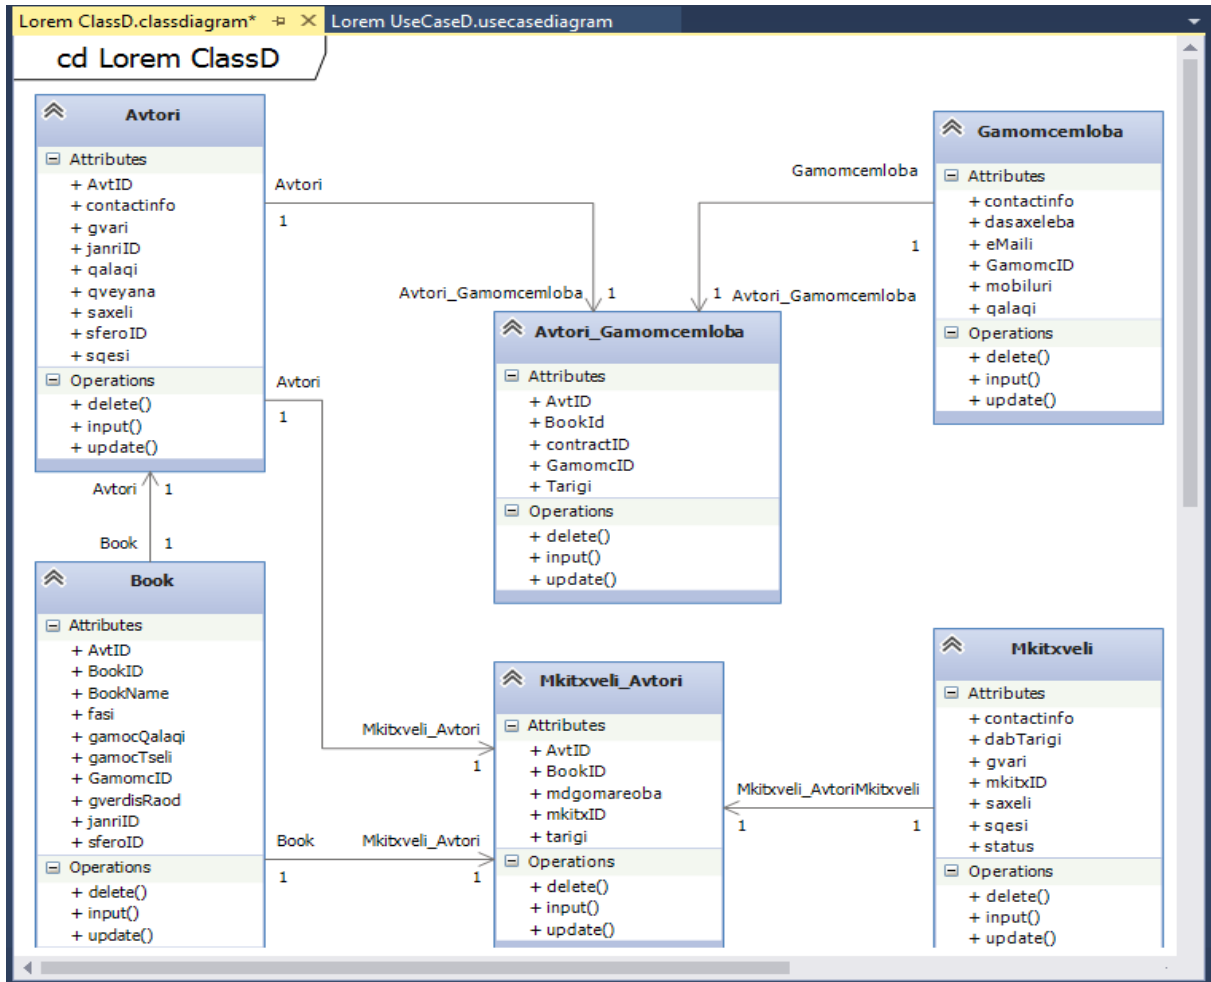 Lorem ClassD.classdiagram*
Lorem UseCaseD.usecasediagram
cd Lorem ClassD
Avtori
Attributes
+ AvtID
+ contactinfo
+ gvari
+ janriID
+ qalaqi
+ qveyana
+ saxeli
+ sferoID
+ sqesi
Operations
+ delete()
+ input()
+ update()
Avtori
1
Avtori_Gamomcemloba
1
Gamomcemloba
1
1
Avtori_Gamomcemloba
Gamomcemloba
Attributes
+ contactinfo
+ dasaxeleba
+ eMaili
+ GamomcID
+ mobiluri
+ qalaqi
Operations
+ delete()
+ input()
+ update()
Avtori_Gamomcemloba
Attributes
+ AvtID
+ BookId
+ contractID
+ GamomcID
+ Tarigi
Operations
+ delete()
+ input()
+ update()
Avtori
1
Avtori
1
Book
1
Book
Attributes
+ AvtID
+ BookID
+ BookName
+ fasi
+ gamocQalaqi
+ gamocTseli
+ GamomcID
+ gverdisRaod
+ janriID
+ sferoID
Operations
+ delete()
+ input()
+ update()
Mkitxveli_Avtori
1
Book
1
Mkitxveli_Avtori
1
Mkitxveli_Avtori
Attributes
+ AvtID
+ BookID
+ mdgomareoba
+ mkitxID
+ tarigi
Operations
+ delete()
+ input()
+ update()
Mkitxveli_AvtoriMkitxveli
1
1
Mkitxveli
Attributes
+ contactinfo
+ dabTarigi
+ gvari
+ mkitxID
+ saxeli
+ sqesi
+ status
Operations
+ delete()
+ input()
+ update()